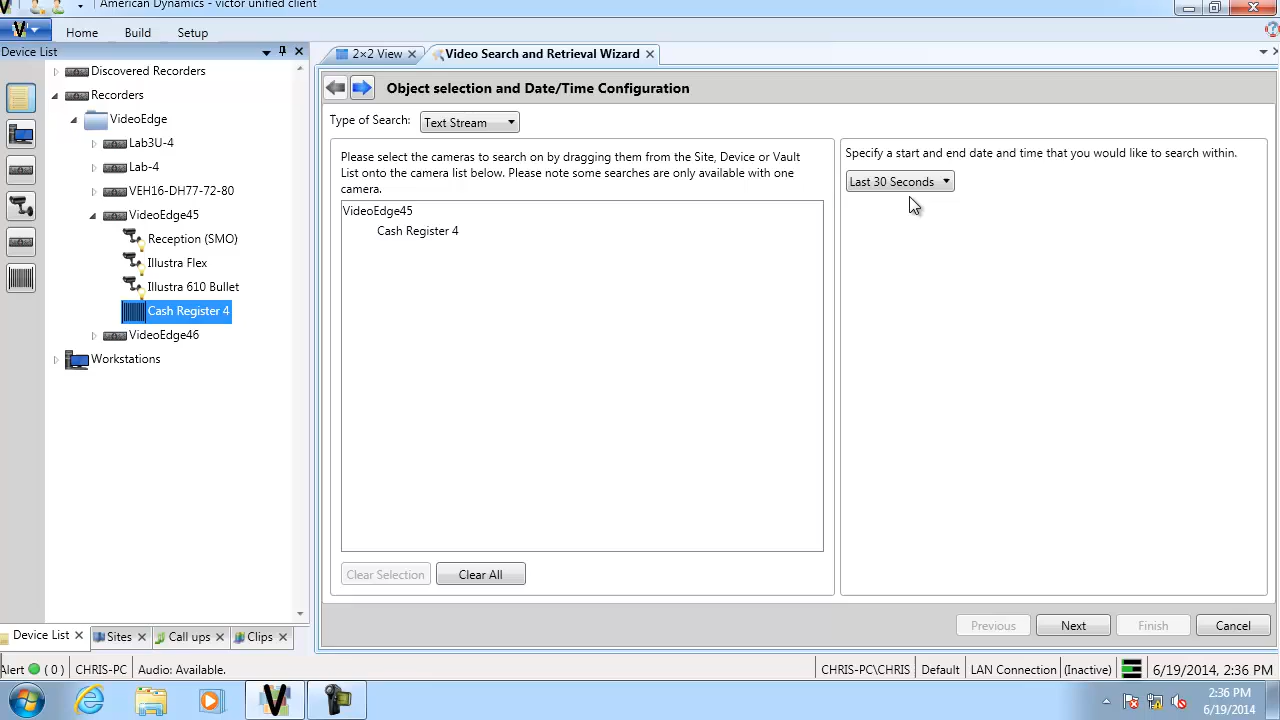 American Dynamics - victor unified client
Home Build Setup
Device List
2×2 View Video Search and Retrieval Wizard
Discovered Recorders
Recorders
VideoEdge
Lab3U-4
Lab-4
VEH16-DH77-72-80
VideoEdge45
Reception (SMO)
Illustra Flex
Illustra 610 Bullet
Cash Register 4
VideoEdge46
Workstations
Device List Sites Call ups Clips
Object selection and Date/Time Configuration
Type of Search: Text Stream
Please select the cameras to search on by dragging them from the Site, Device or Vault
List onto the camera list below. Please note some searches are only available with one
camera.
VideoEdge45
Cash Register 4
Clear Selection Clear All
Specify a start and end date and time that you would like to search within.
Last 30 Seconds
Previous Next Finish Cancel
Alert ( 0 ) CHRIS-PC Audio: Available. CHRIS-PC\CHRIS Default LAN Connection (Inactive) 6/19/2014, 2:36 PM
2:36 PM
6/19/2014